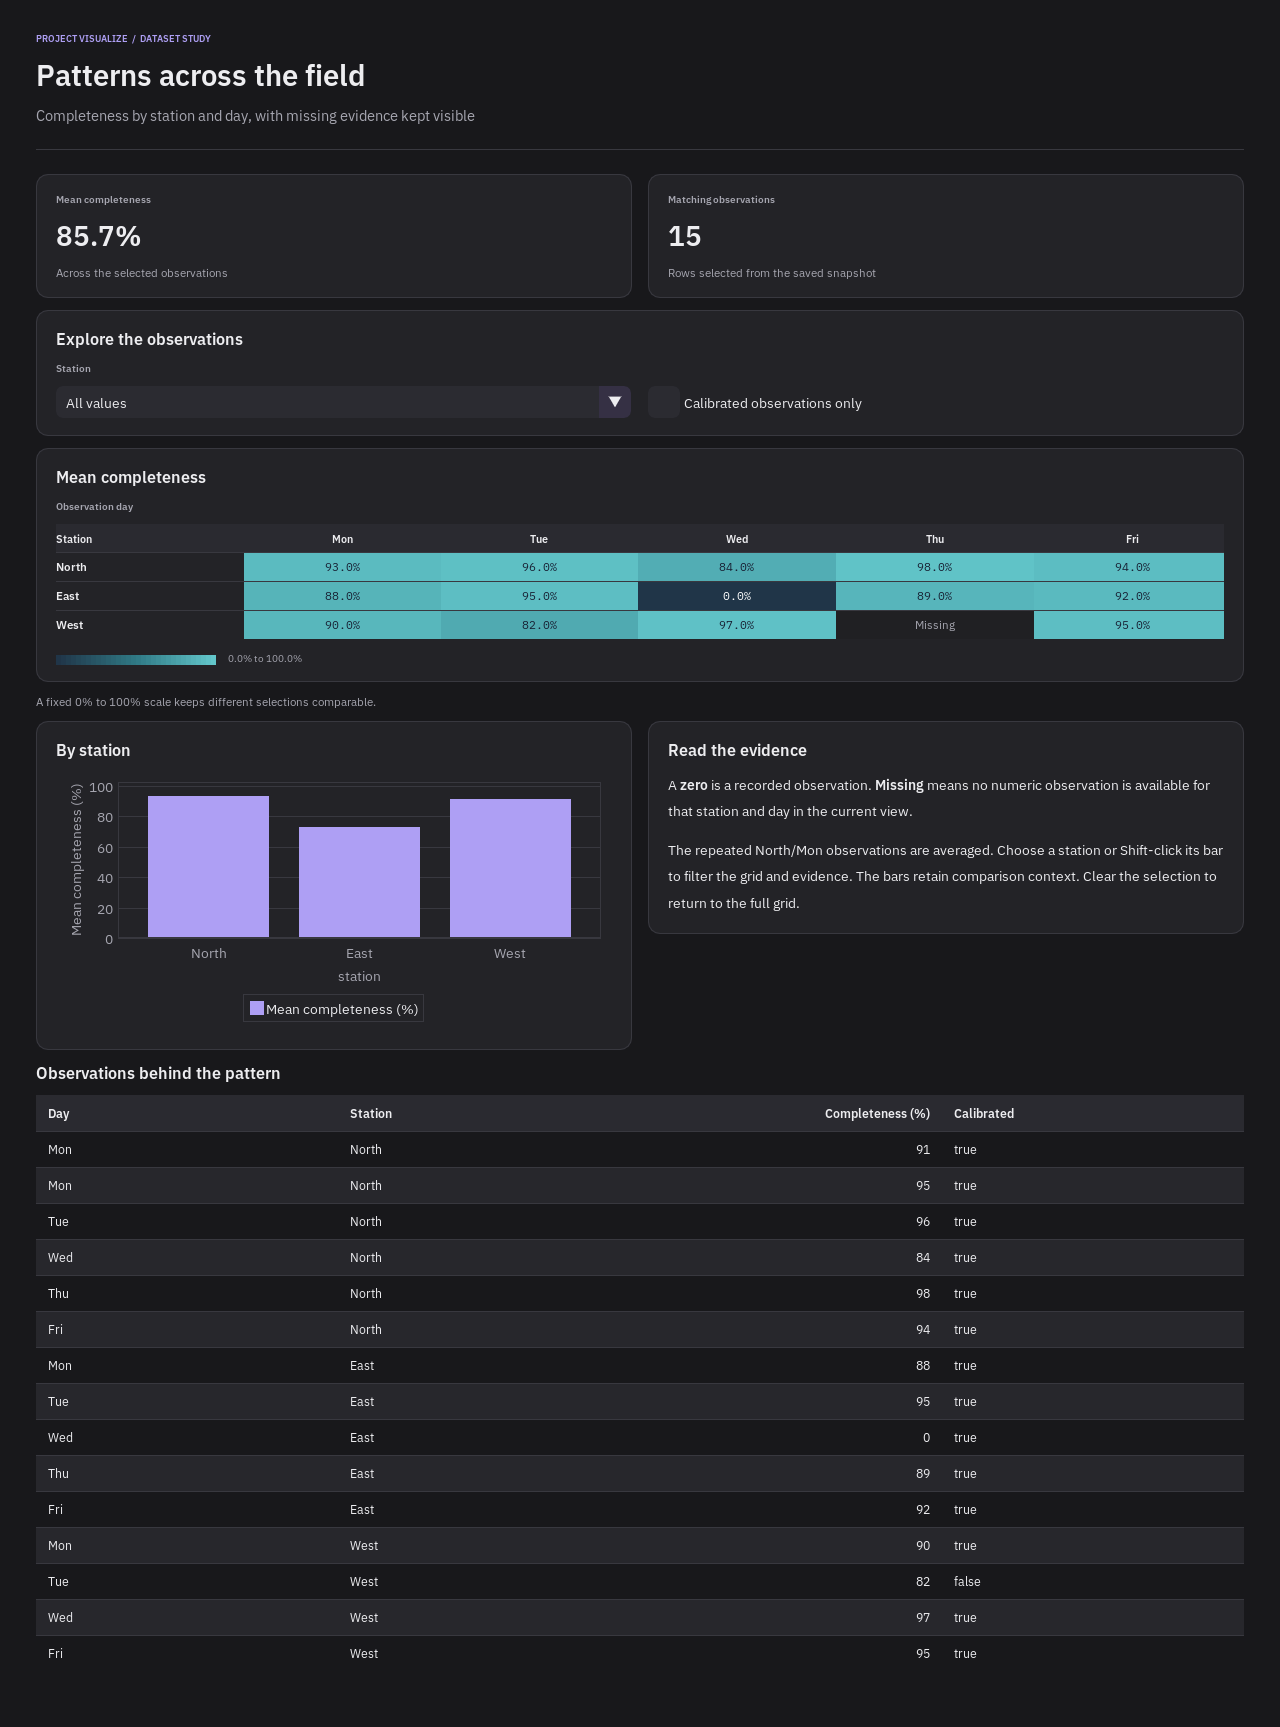 PROJECT VISUALIZE / DATASET STUDY
Patterns across the field
Completeness by station and day, with missing evidence kept visible
Mean completeness
85.7%
Across the selected observations
Matching observations
15
Rows selected from the saved snapshot
Explore the observations
Station
All values
Calibrated observations only
Mean completeness
Observation day
Station Mon Tue Wed Thu Fri
North 93.0% 96.0% 84.0% 98.0% 94.0%
East 88.0% 95.0% 0.0% 89.0% 92.0%
West 90.0% 82.0% 97.0% Missing 95.0%
0.0% to 100.0%
A fixed 0% to 100% scale keeps different selections comparable.
By station
Mean completeness (%)
100
80
60
40
20
0
North East West
station
Mean completeness (%)
Read the evidence
A zero is a recorded observation. Missing means no numeric observation is available for
that station and day in the current view.
The repeated North/Mon observations are averaged. Choose a station or Shift-click its bar
to filter the grid and evidence. The bars retain comparison context. Clear the selection to
return to the full grid.
Observations behind the pattern
Day Station Completeness (%) Calibrated
Mon North 91 true
Mon North 95 true
Tue North 96 true
Wed North 84 true
Thu North 98 true
Fri North 94 true
Mon East 88 true
Tue East 95 true
Wed East 0 true
Thu East 89 true
Fri East 92 true
Mon West 90 true
Tue West 82 false
Wed West 97 true
Fri West 95 true